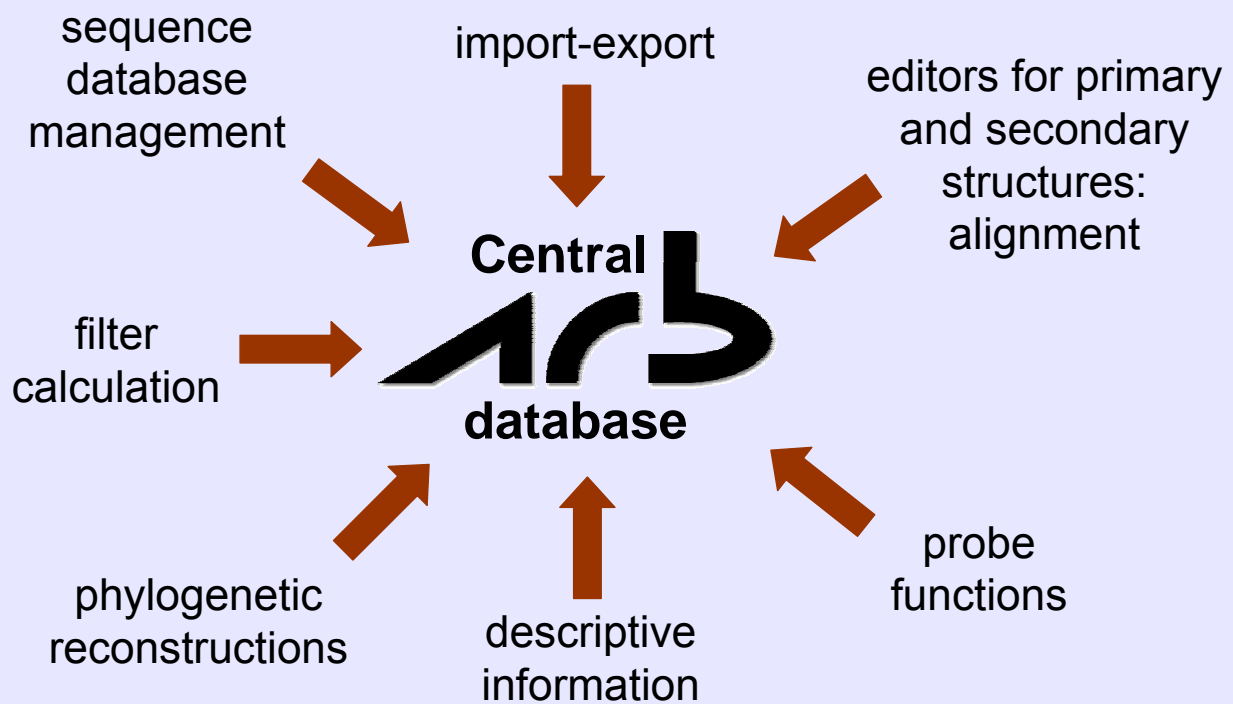 sequence
database
management
import-export
editors for primary
and secondary
structures:
alignment
Central
arb
database
filter
calculation
phylogenetic
reconstructions
descriptive
information
probe
functions